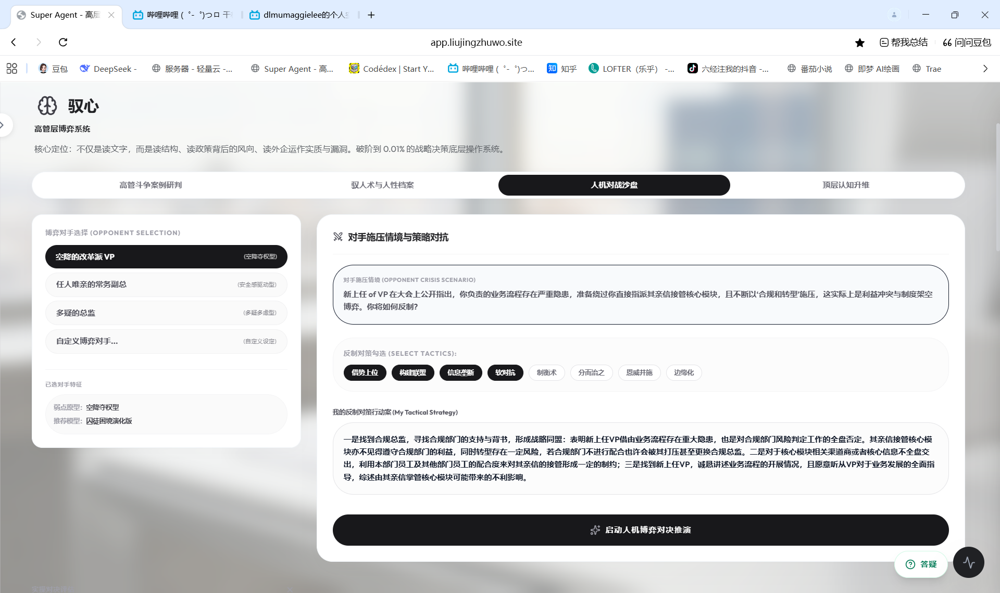 Super Agent - 高层
哔哩哔哩 (゜-゜)つロ 干
dlmumaggielee的个人
app.liujingzhuwo.site
帮我总结
问问豆包
豆包
DeepSeek -
服务器 - 轻量云 -...
Super Agent - 高...
Codédex | Start Y...
哔哩哔哩 (゜-゜)つ...
知 知乎
LOFTER（乐乎） -...
六经注我的抖音 -...
番茄小说
即梦 AI绘画
Trae
驭心
高管层博弈系统
核心定位：不仅是读文字，而是读结构、读政策背后的风向、读外企运作实质与漏洞。破阶到 0.01% 的战略决策底层操作系统。
高管斗争案例研判
驭人术与人性档案
人机对战沙盘
顶层认知升维
博弈对手选择 (OPPONENT SELECTION)
空降的改革派 VP (空降夺权型)
任人唯亲的常务副总 (安全感驱动型)
多疑的总监 (多疑多虑型)
自定义博弈对手... (自定义设定)
已选对手特征
弱点原型：空降夺权型
推荐模型：囚徒困境演化版
对手施压情境与策略对抗
对手施压情境 (OPPONENT CRISIS SCENARIO)
新上任 of VP 在大会上公开指出，你负责的业务流程存在严重隐患，准备绕过你直接指派其亲信接管核心模块，且不断以‘合规和转型’施压，这实际上是利益冲突与制度架空
博弈。你将如何反制？
反制对策勾选 (SELECT TACTICS):
借势上位 构建联盟 信息垄断 软对抗 制衡术 分而治之 恩威并施 边缘化
我的反制对策行动案 (My Tactical Strategy)
一是找到合规总监，寻找合规部门的支持与背书，形成战略同盟：表明新上任VP借由业务流程存在重大隐患，也是对合规部门风险判定工作的全盘否定。其亲信接管核心模
块亦不见得遵守合规部门的利益，同时转型存在一定风险，若合规部门不进行配合也许会被其打压甚至更换合规总监。二是对于核心模块相关渠道商或者核心信息不全盘交
出，利用本部门员工及其他部门员工的配合度来对其亲信的接管形成一定的制约；三是找到新上任VP，诚恳讲述业务流程的开展情况，且愿意听从VP对于业务发展的全面指
导，综述由其亲信掌管核心模块可能带来的不利影响。
启动人机博弈对决推演
答疑